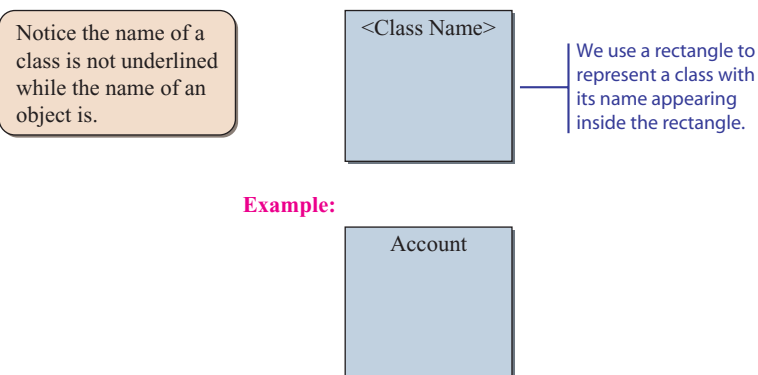 Notice the name of a
class is not underlined
while the name of an
object is.
<Class Name>
We use a rectangle to
represent a class with
its name appearing
inside the rectangle.
Example:
Account